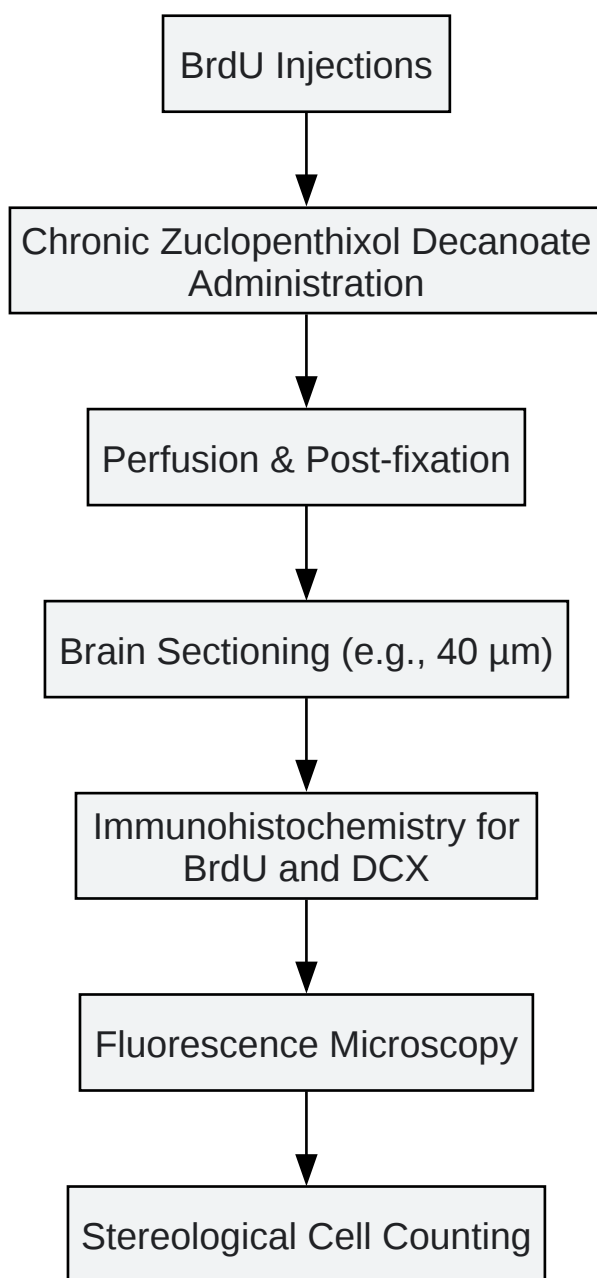 BrdU Injections
Chronic Zuclopenthixol Decanoate
Administration
Perfusion & Post-fixation
Brain Sectioning (e.g., 40 µm)
Immunohistochemistry for
BrdU and DCX
Fluorescence Microscopy
Stereological Cell Counting